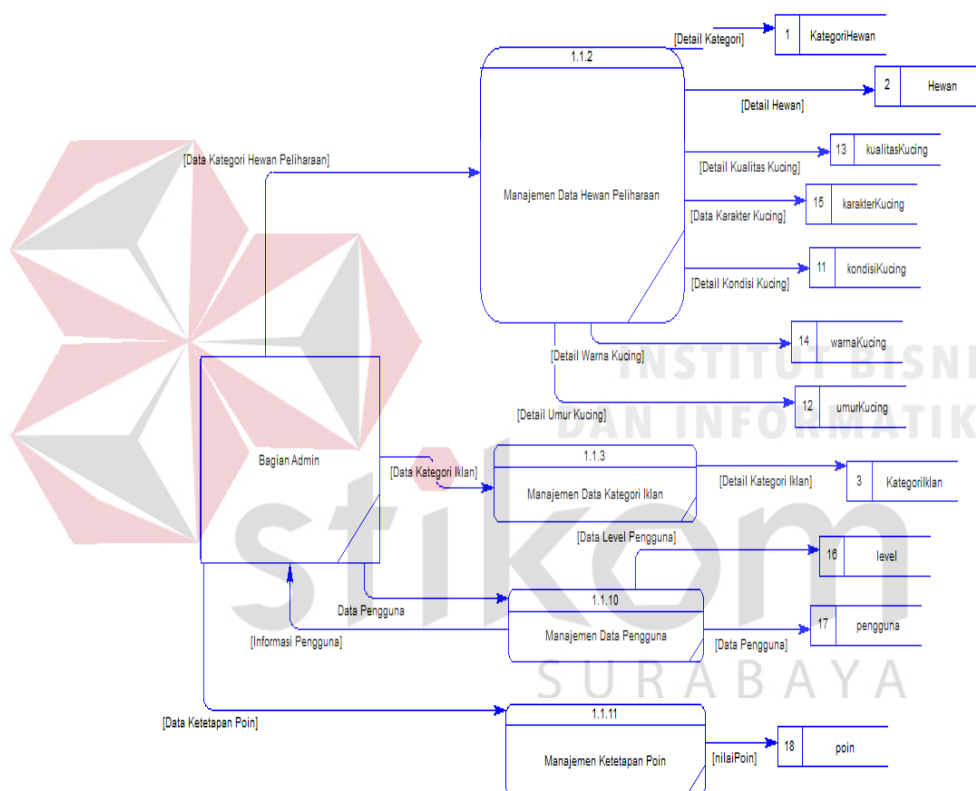 [Detail Kategori]
1 KategoriHewan
1.1.2
2 Hewan
[Detail Hewan]
[Data Kategori Hewan Peliharaan]
13 kualitasKucing
[Detail Kualitas Kucing]
Manajemen Data Hewan Peliharaan
15 karakterKucing
[Data Karakter Kucing]
11 kondisiKucing
[Detail Kondisi Kucing]
14 warnaKucing
[Detail Warna Kucing]
INSTITUT BISNI
12 umurKucing
[Detail Umur Kucing]
DAN INFORMATIK
Bagian Admin
[Data Kategori Iklan]
1.1.3
Manajemen Data Kategori Iklan
[Detail Kategori Iklan]
3 KategoriIklan
stikom
[Data Level Pengguna]
16 level
Data Pengguna
1.1.10
Manajemen Data Pengguna
[Informasi Pengguna]
[Data Pengguna]
17 pengguna
SURABAYA
[Data Ketetapan Poin]
1.1.11
Manajemen Ketetapan Poin
[nilaiPoin]
18 poin